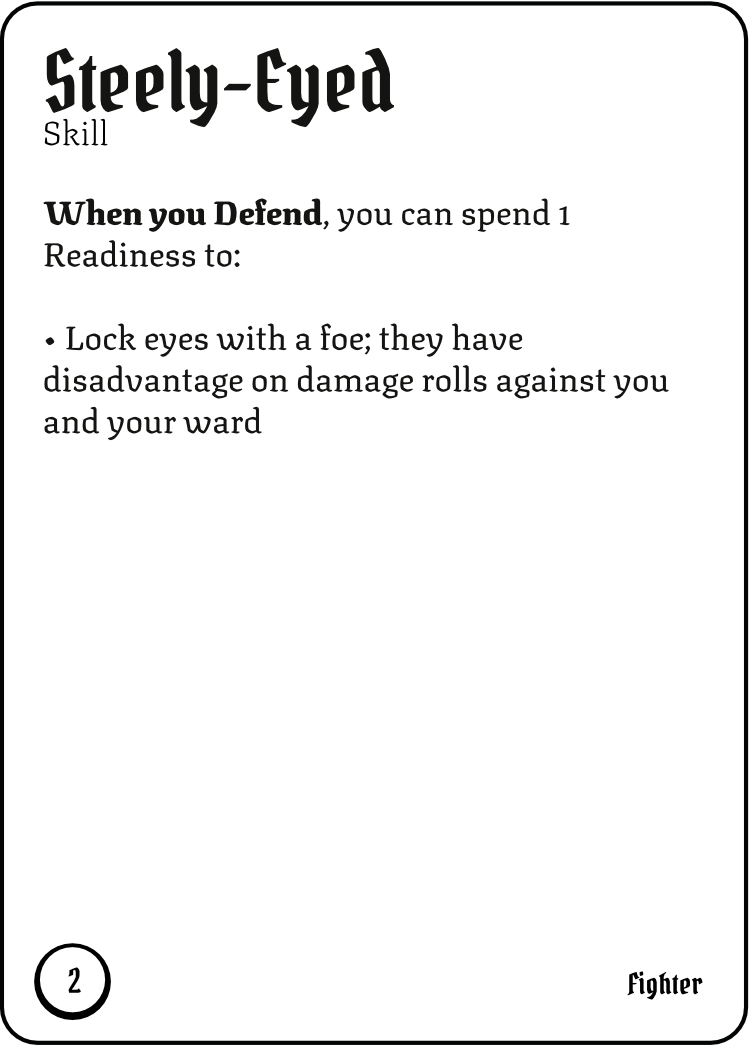 Steely-Eyed
Skill
When you Defend, you can spend 1
Readiness to:
• Lock eyes with a foe; they have
disadvantage on damage rolls against you
and your ward
2
Fighter